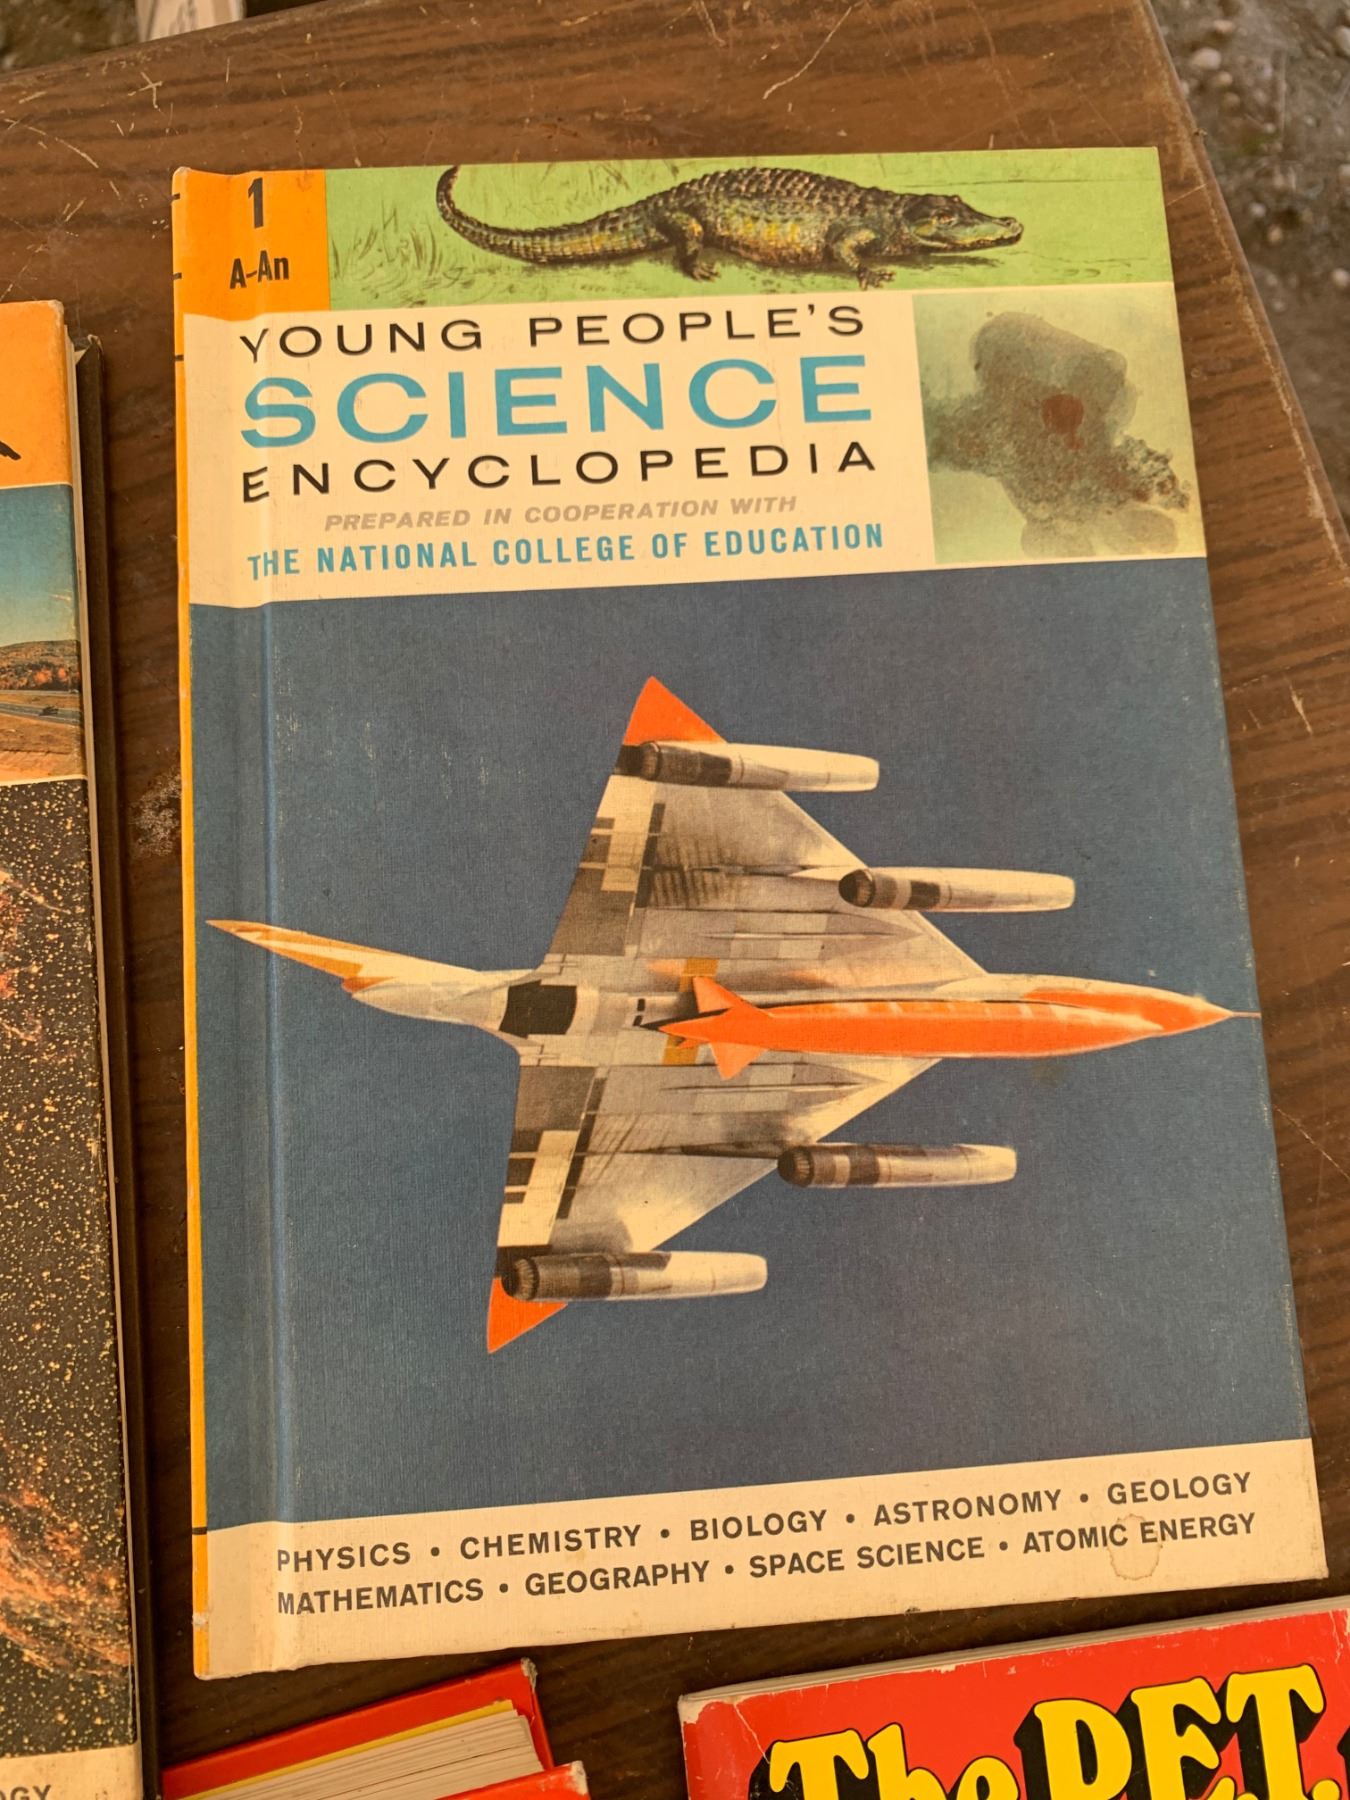 1
A-An
YOUNG PEOPLE'S
SCIENCE
ENCYCLOPEDIA
PREPARED IN COOPERATION WITH
THE NATIONAL COLLEGE OF EDUCATION
PHYSICS • CHEMISTRY • BIOLOGY • ASTRONOMY • GEOLOGY
MATHEMATICS • GEOGRAPHY • SPACE SCIENCE • ATOMIC ENERGY
The P.E.T.